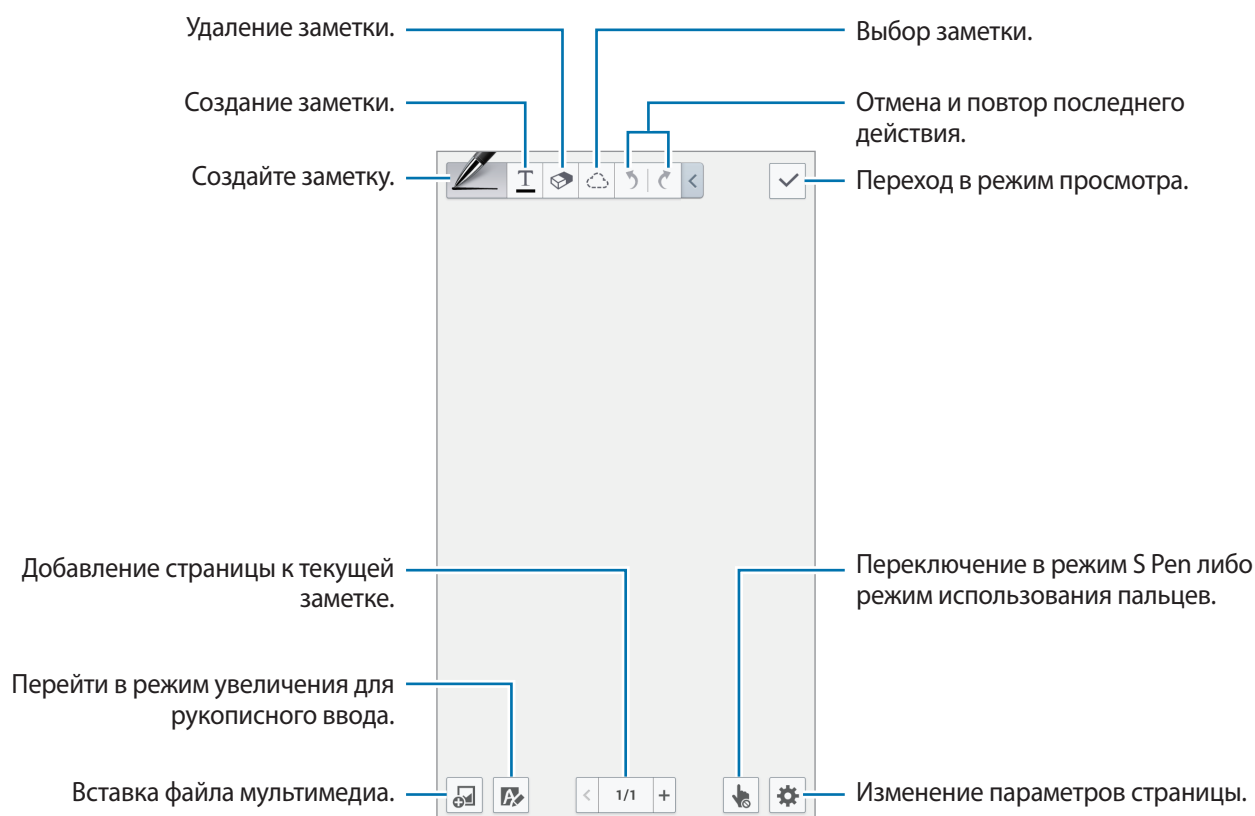 Удаление заметки.
Выбор заметки.
Создание заметки.
Отмена и повтор последнего
действия.
Создайте заметку.
T
Переход в режим просмотра.
Добавление страницы к текущей
заметке.
Переключение в режим S Pen либо
режим использования пальцев.
Перейти в режим увеличения для
рукописного ввода.
Вставка файла мультимедиа.
A
1/1
Изменение параметров страницы.